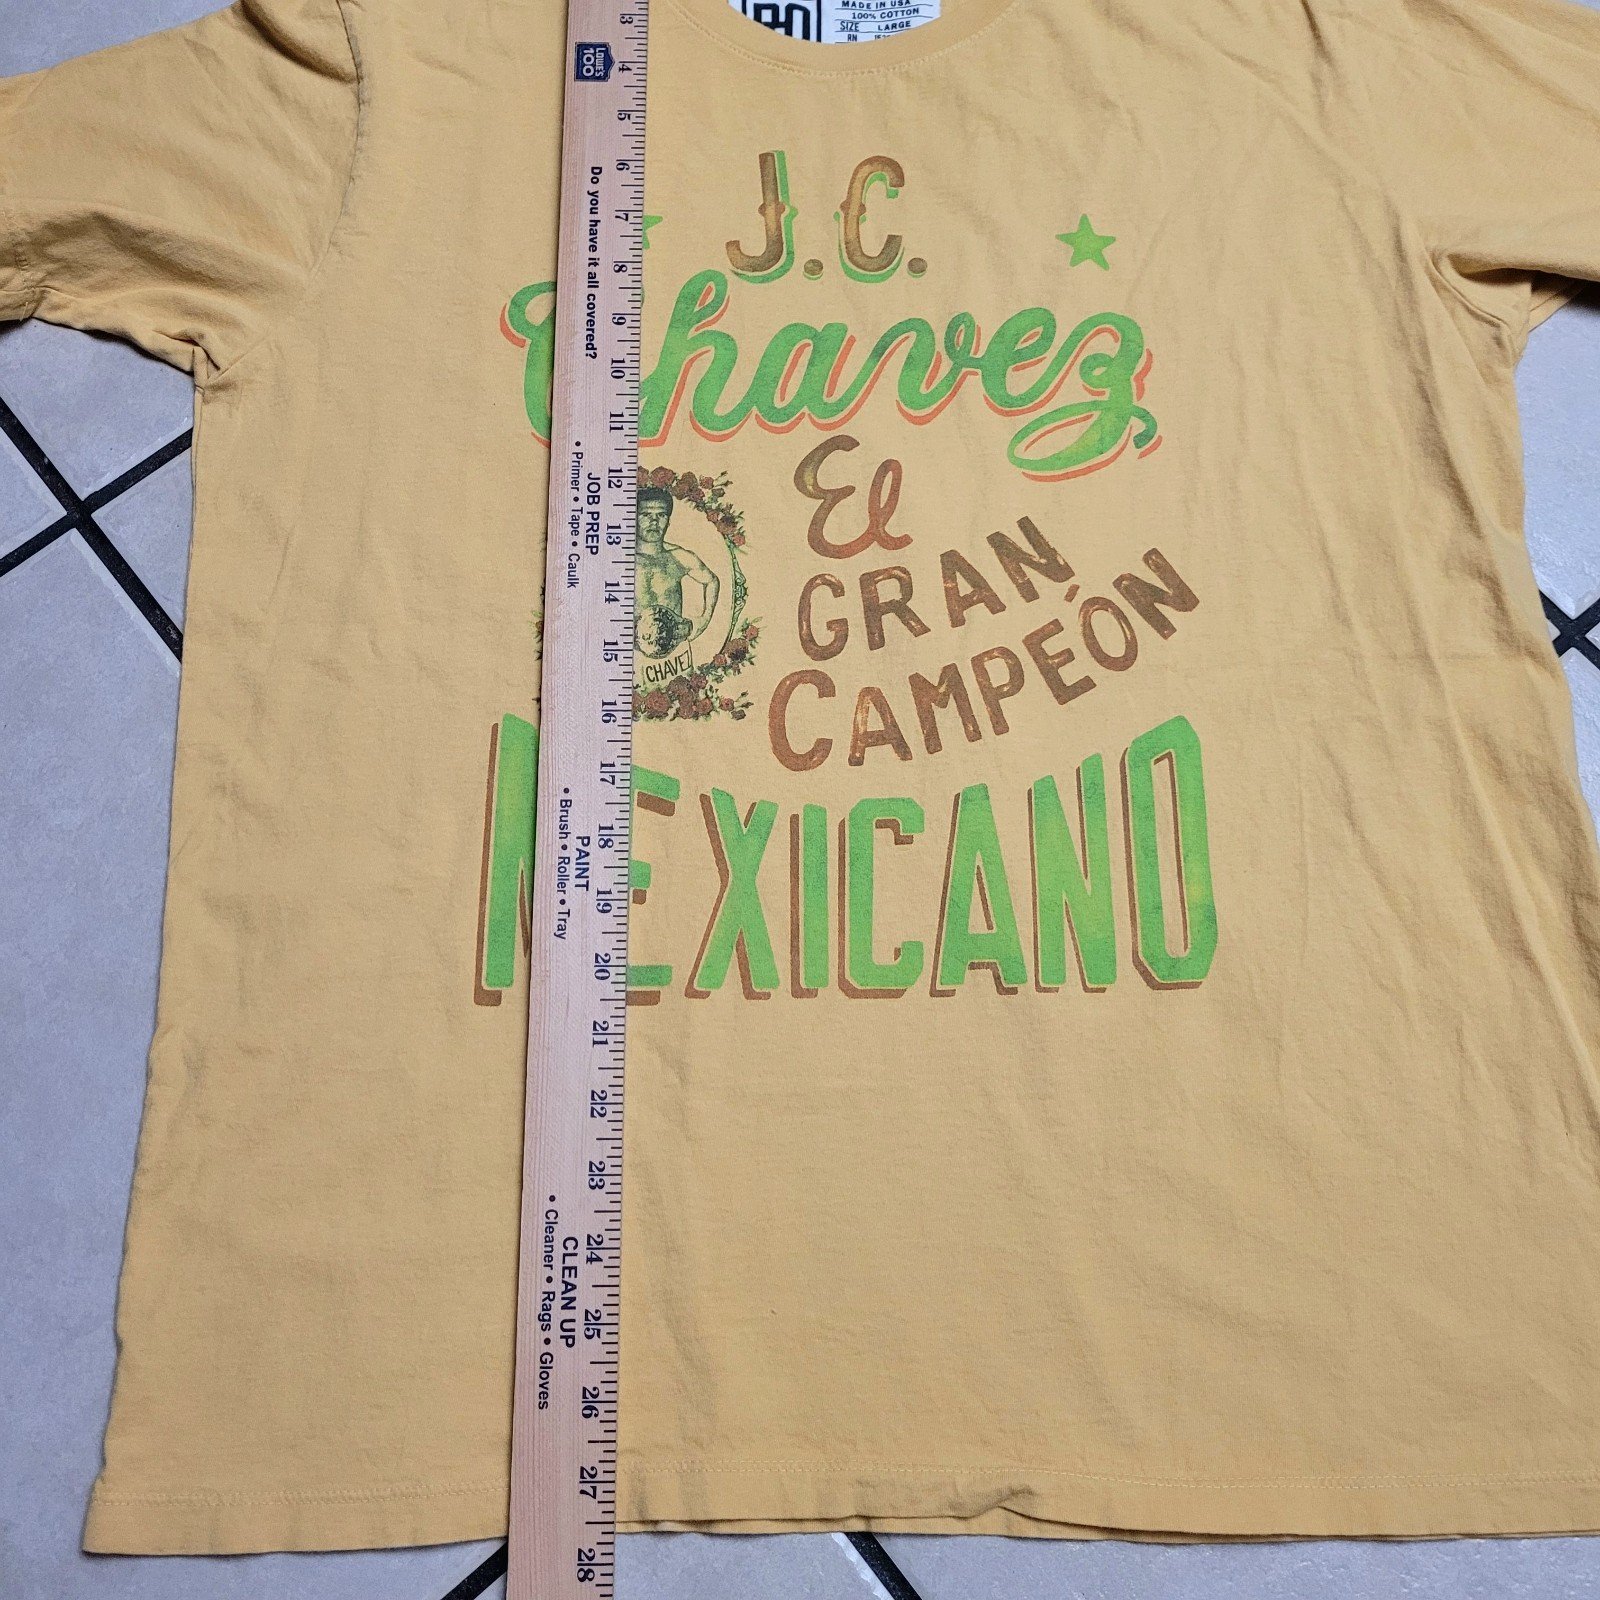 MADE IN USA
100% COTTON
SIZE LARGE
RN
J.C.
Chavez
El
GRAN
CAMPEÓN
CHAVEZ
MEXICANO
LOWE'S
100
Do you have it all covered?
JOB PREP
• Primer • Tape • Caulk
PAINT
• Brush • Roller • Tray
CLEAN UP
• Cleaner • Rags • Gloves
3
4
5
6
7
8
9
10
11
12
13
14
15
16
17
18
19
20
21
22
23
24
25
26
27
28